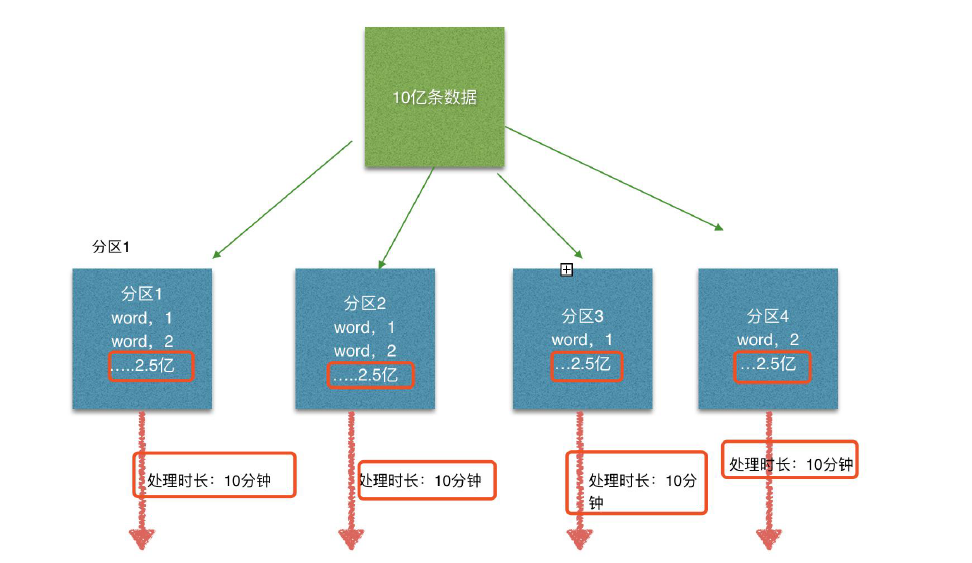 10亿条数据
分区1
分区1
word，1
word，2
.....2.5亿
分区2
word，1
word，2
.....2.5亿
分区3
word，1
...2.5亿
分区4
word，2
...2.5亿
处理时长：10分钟
处理时长：10分钟
处理时长：10分
钟
处理时长：10分钟